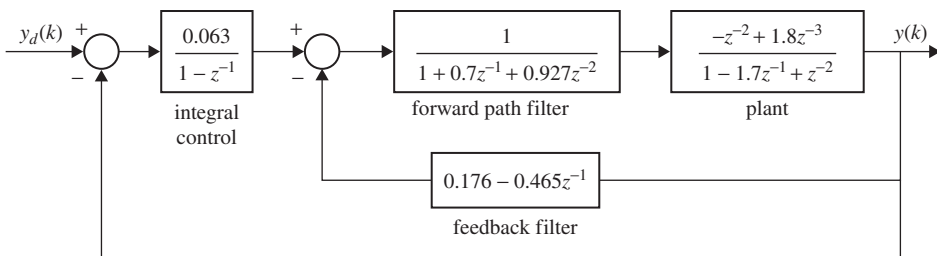 y_d(k)
+
−
0.063
1 − z^{−1}
integral
control
+
−
1
1 + 0.7z^{−1} + 0.927z^{−2}
forward path filter
−z^{−2} + 1.8z^{−3}
1 − 1.7z^{−1} + z^{−2}
plant
y(k)
0.176 − 0.465z^{−1}
feedback filter